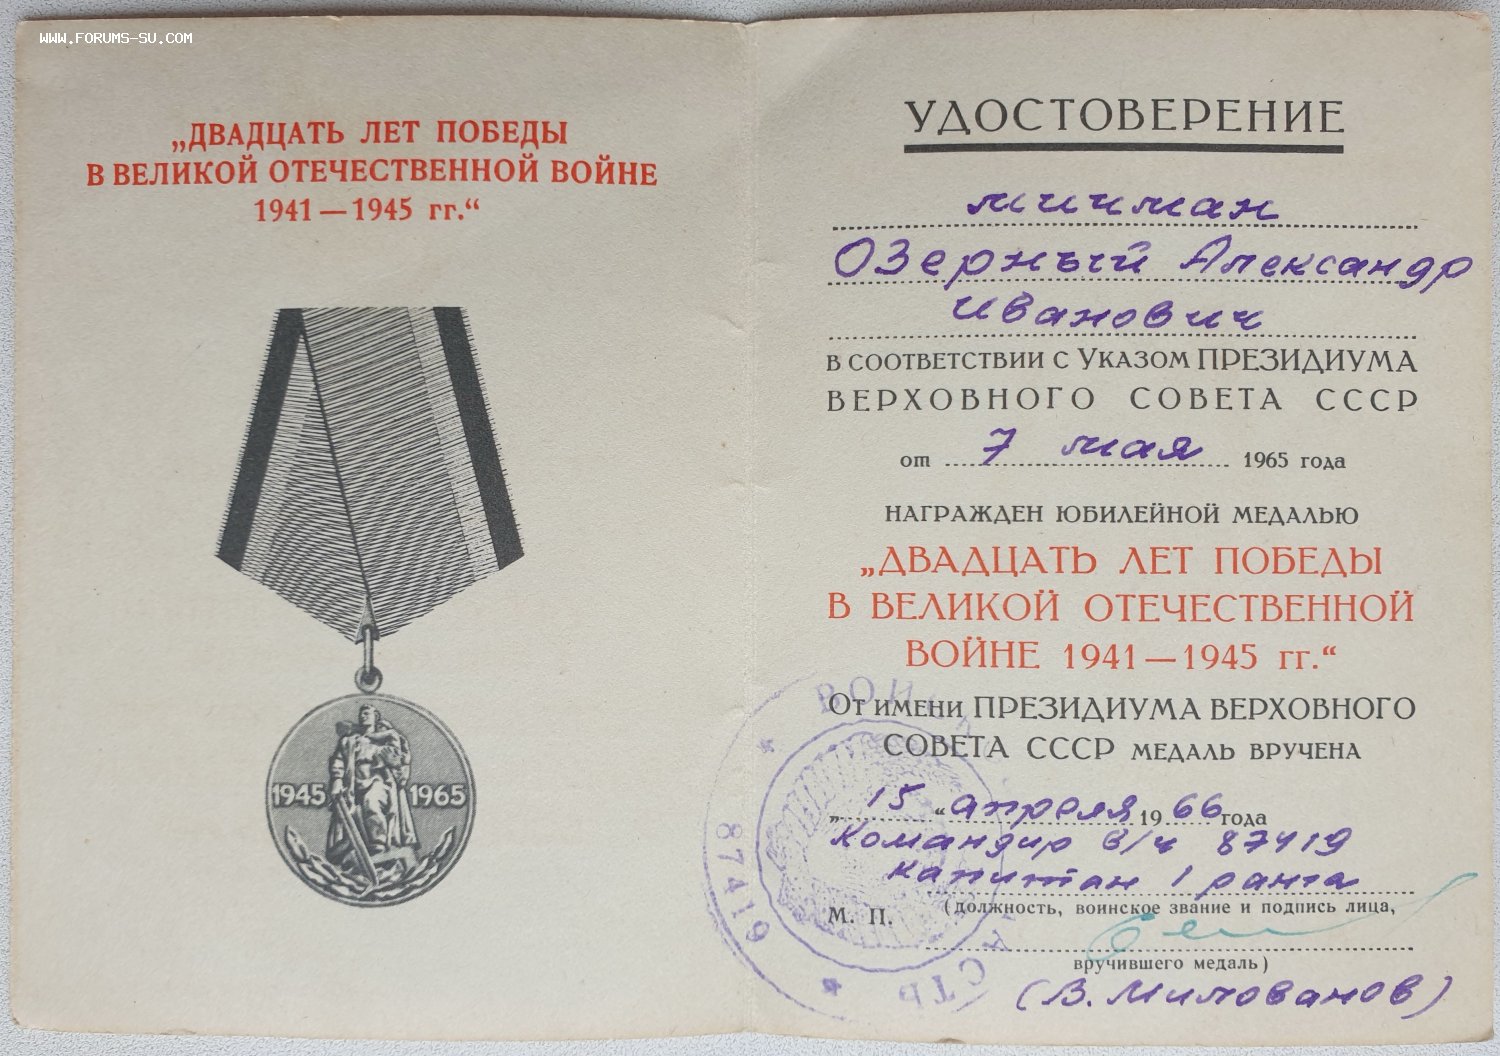 WWW.FORUMS-SU.COM
„ДВАДЦАТЬ ЛЕТ ПОБЕДЫ
В ВЕЛИКОЙ ОТЕЧЕСТВЕННОЙ ВОЙНЕ
1941 — 1945 гг.“
1945 1965
УДОСТОВЕРЕНИЕ
мичман
Озерный Александр
Иванович
В СООТВЕТСТВИИ С УКАЗОМ ПРЕЗИДИУМА
ВЕРХОВНОГО СОВЕТА СССР
от 7 мая 1965 года
НАГРАЖДЕН ЮБИЛЕЙНОЙ МЕДАЛЬЮ
„ДВАДЦАТЬ ЛЕТ ПОБЕДЫ
В ВЕЛИКОЙ ОТЕЧЕСТВЕННОЙ
ВОЙНЕ 1941 — 1945 гг.“
ОТ ИМЕНИ ПРЕЗИДИУМА ВЕРХОВНОГО
СОВЕТА СССР МЕДАЛЬ ВРУЧЕНА
„15“ апреля 1966 года
Командир в/ч 87419
капитан 1 ранга
М. П. (должность, воинское звание и подпись лица,
вручившего медаль)
(В. Милованов)
87419